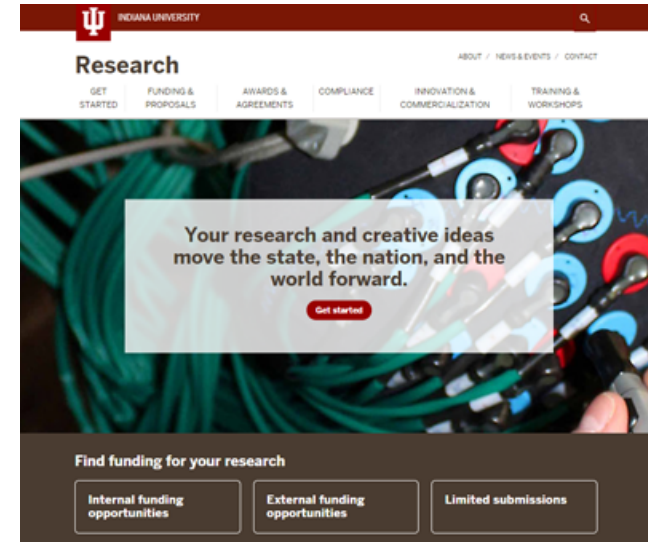 INDIANA UNIVERSITY
Research
ABOUT / NEWS & EVENTS / CONTACT
GET STARTED
FUNDING & PROPOSALS
AWARDS & AGREEMENTS
COMPLIANCE
INNOVATION & COMMERCIALIZATION
TRAINING & WORKSHOPS
Your research and creative ideas
move the state, the nation, and the
world forward.
Get started
Find funding for your research
Internal funding
opportunities
External funding
opportunities
Limited submissions